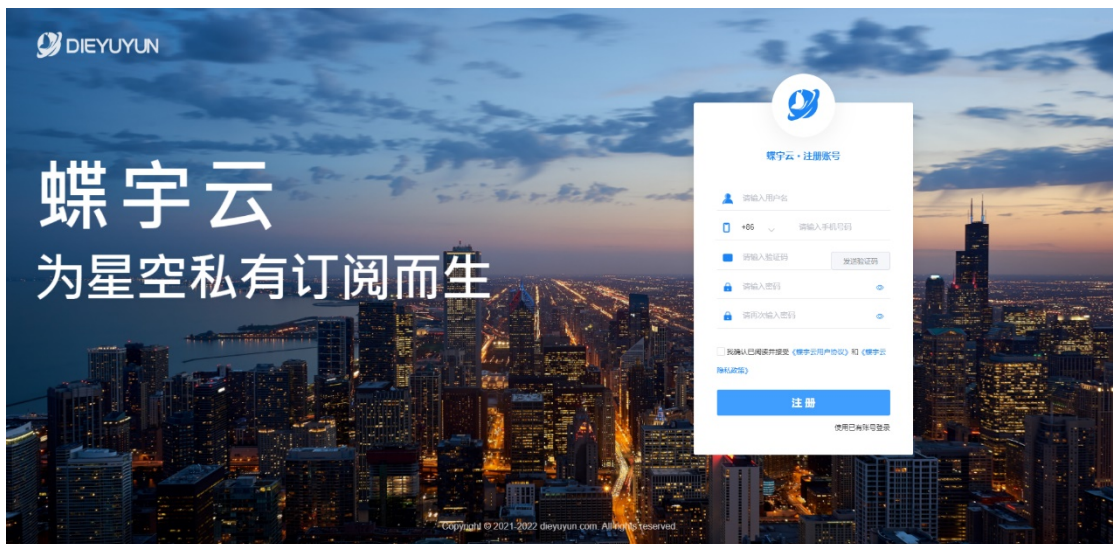 DIEYUYUN
蝶宇云
为星空私有订阅而生
蝶宇云·注册账号
请输入用户名
+86 请输入手机号码
请输入验证码 发送验证码
请输入密码
请再次输入密码
我确认已阅读并接受《蝶宇云用户协议》和《蝶宇云
隐私政策》
注册
使用已有账号登录
Copyright © 2021-2022 dieyuyun.com. All rights reserved.